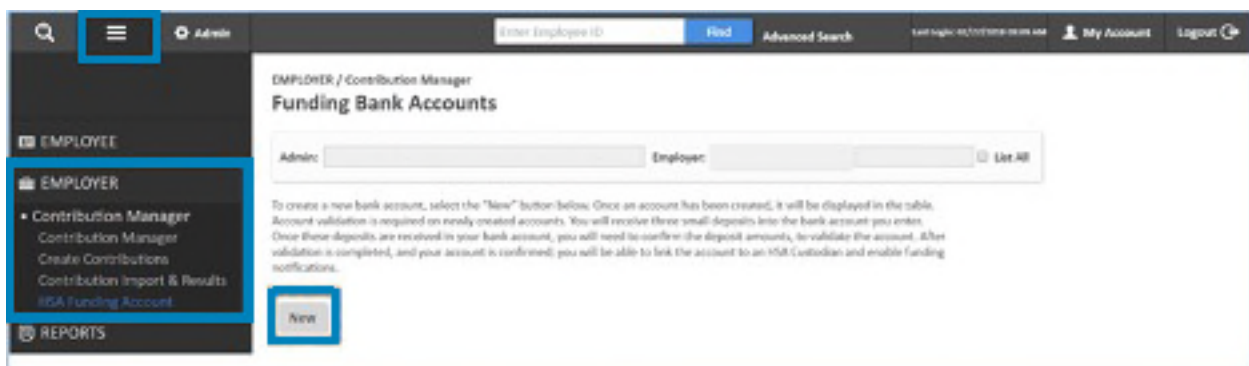 Admin
Enter Employee ID
Find
Advanced Search
My Account
Logout
EMPLOYER / Contribution Manager
Funding Bank Accounts
EMPLOYEE
Admin:
Employer:
List All
EMPLOYER
Contribution Manager
Contribution Manager
Create Contributions
Contribution Import & Results
HSA Funding Account
REPORTS
To create a new bank account, select the "New" button below. Once an account has been created, it will be displayed in the table.
Account validation is required on newly created accounts. You will receive three small deposits into the bank account you enter.
Once these deposits are received in your bank account, you will need to confirm the deposit amounts, to validate the account. After
validation is completed, and your account is confirmed; you will be able to link the account to an HSA Custodian and enable funding
notifications.
New